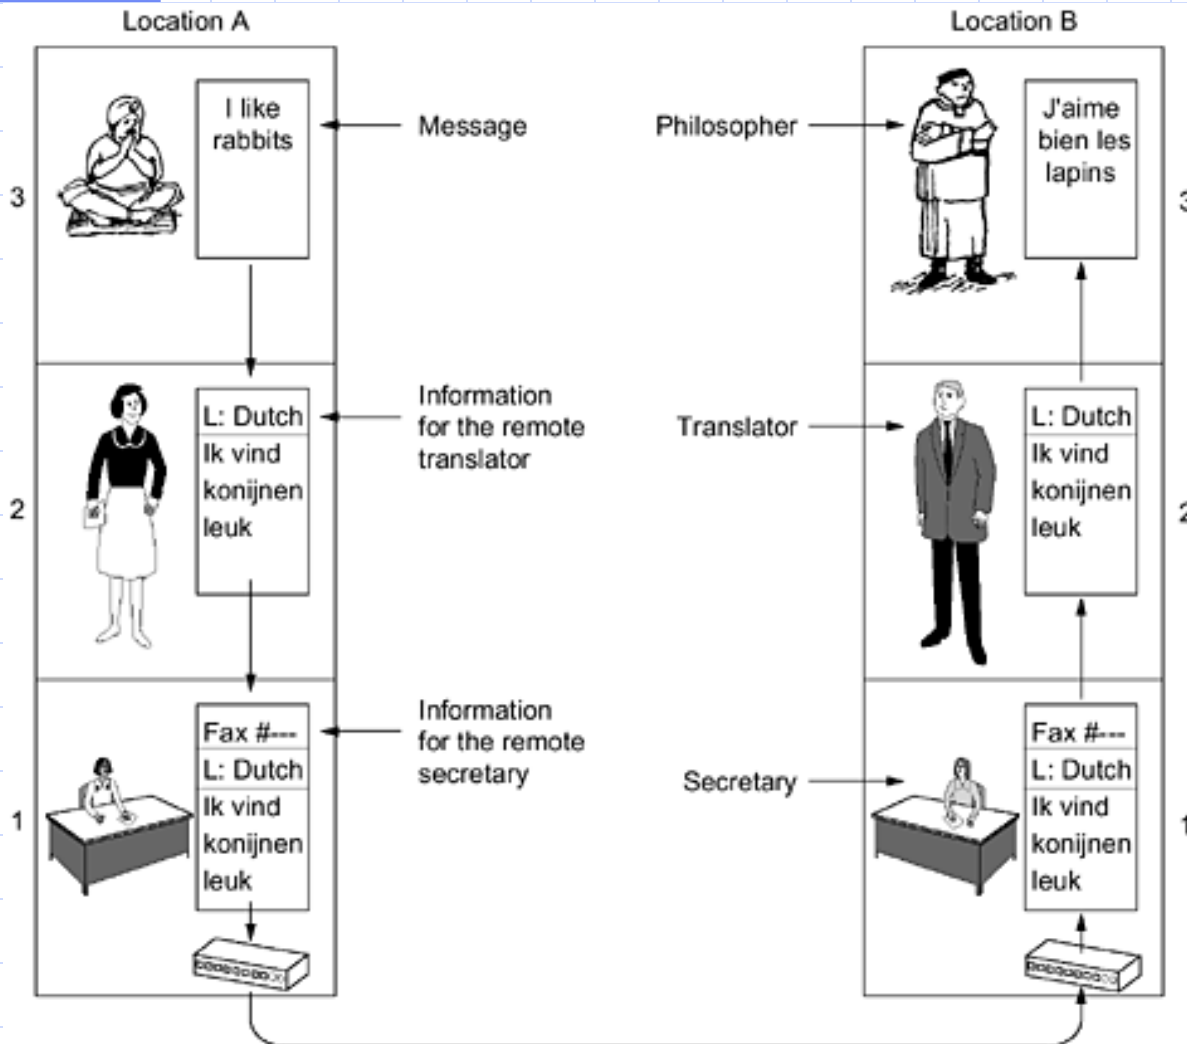 Location A
Location B
I like
rabbits
Message
Philosopher
J'aime
bien les
lapins
3
3
L: Dutch
Ik vind
konijnen
leuk
Information
for the remote
translator
Translator
L: Dutch
Ik vind
konijnen
leuk
2
2
Fax #---
L: Dutch
Ik vind
konijnen
leuk
Information
for the remote
secretary
Secretary
Fax #---
L: Dutch
Ik vind
konijnen
leuk
1
1